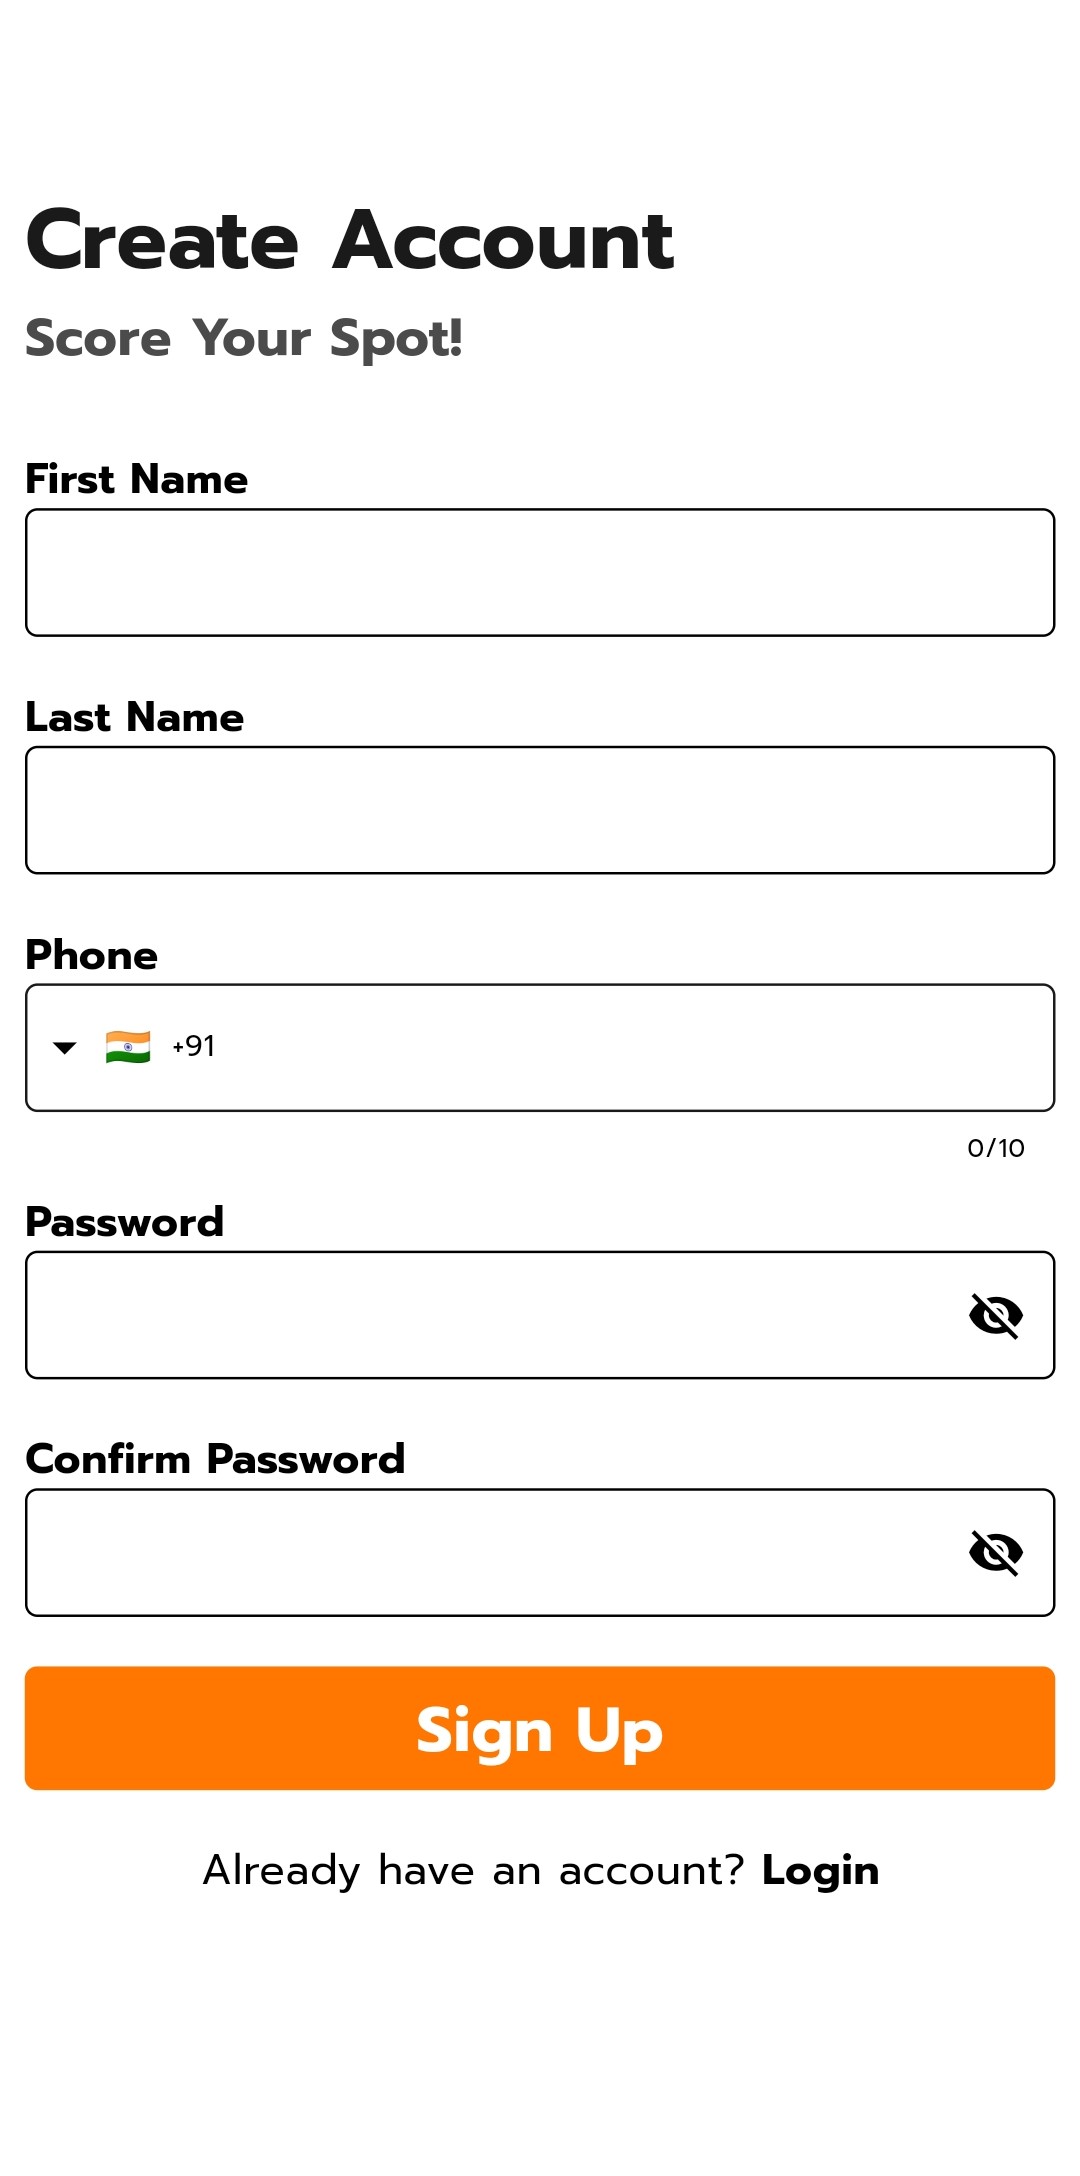 Create Account
Score Your Spot!
First Name
Last Name
Phone
+91
0/10
Password
Confirm Password
Sign Up
Already have an account? Login